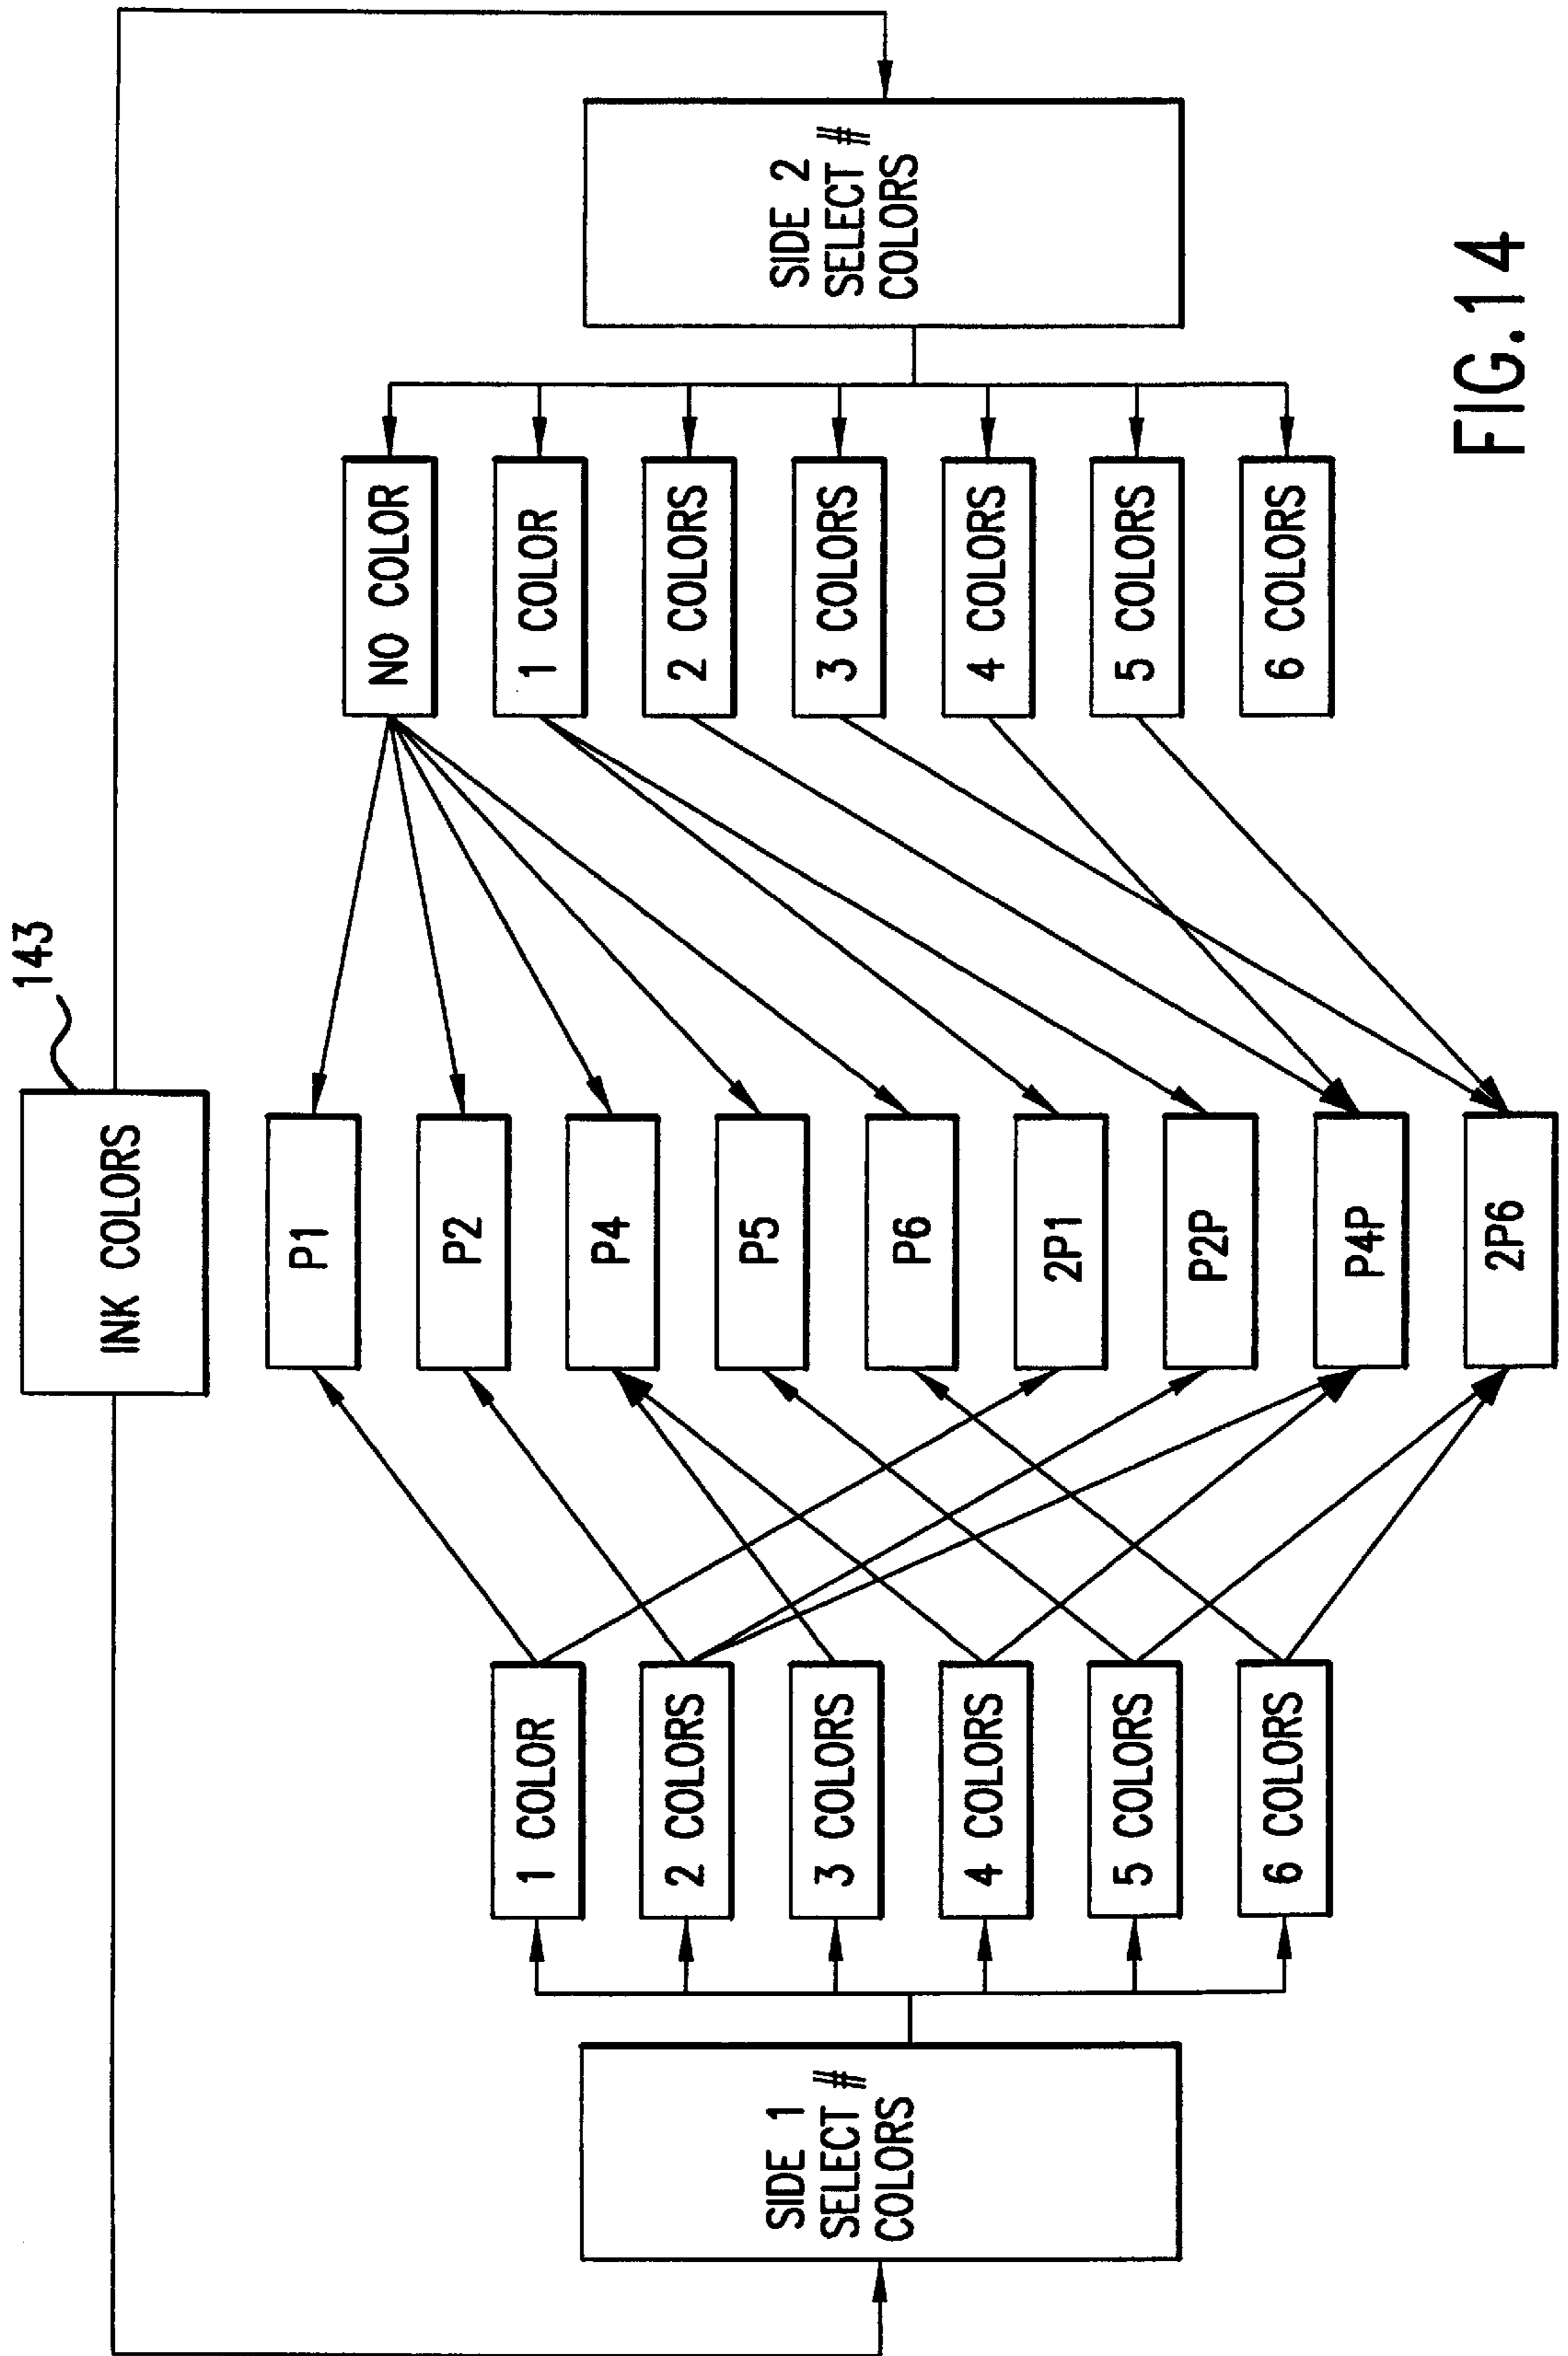 143
INK COLORS
SIDE 1
SELECT #
COLORS
1 COLOR
2 COLORS
3 COLORS
4 COLORS
5 COLORS
6 COLORS
P1
P2
P4
P5
P6
2P1
P2P
P4P
2P6
NO COLOR
1 COLOR
2 COLORS
3 COLORS
4 COLORS
5 COLORS
6 COLORS
SIDE 2
SELECT #
COLORS
FIG.14